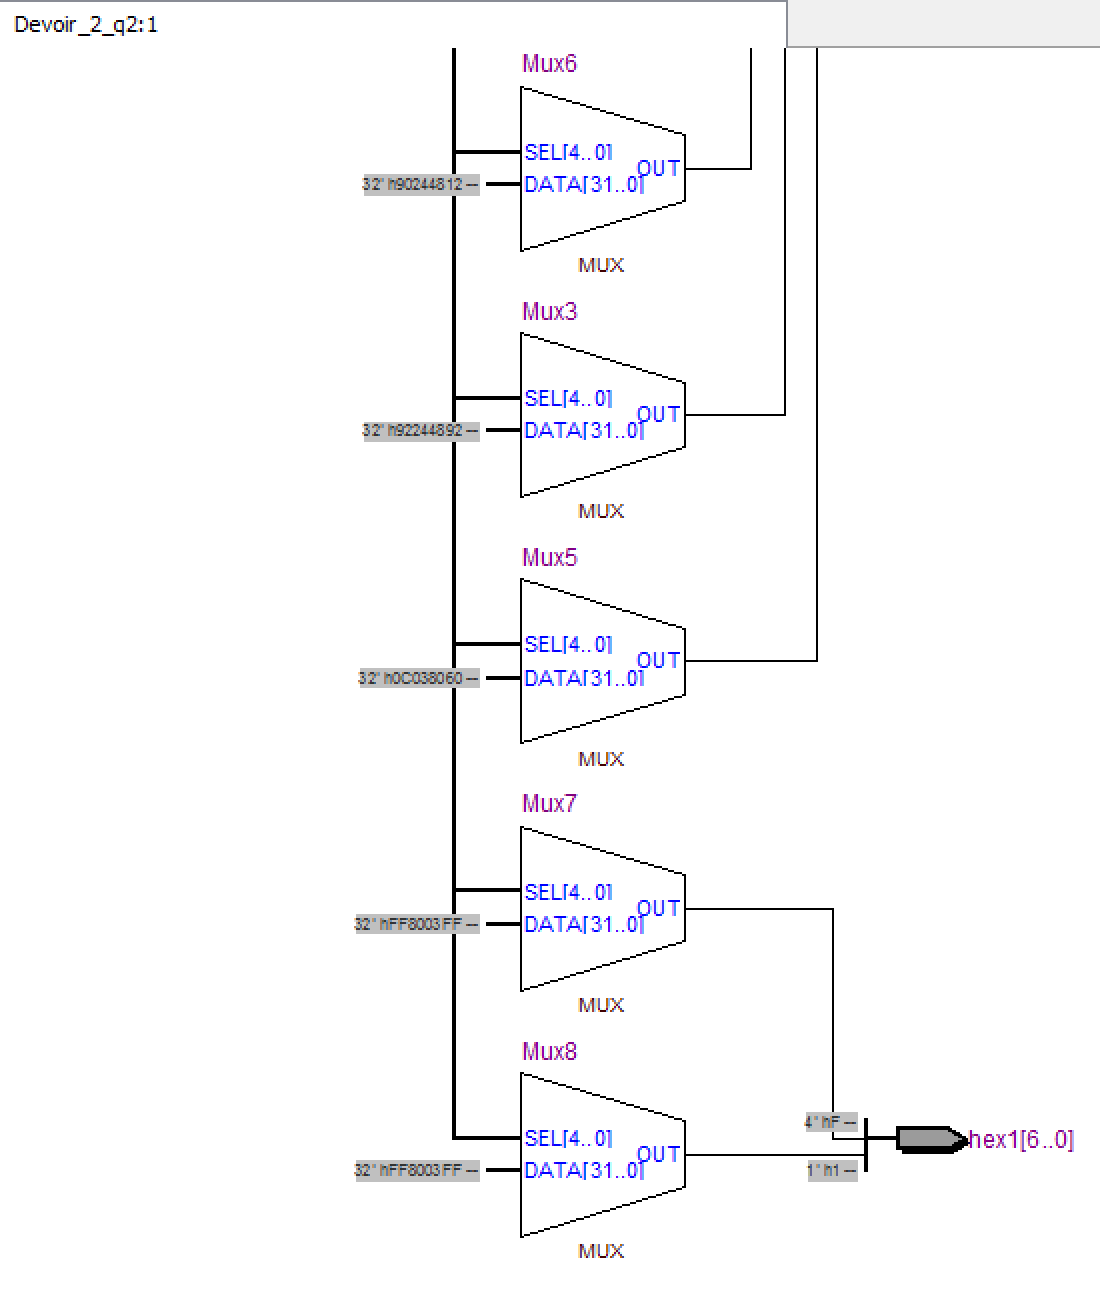 Devoir_2_q2:1
Mux6
SEL[4..0]
OUT
32' h90244812 --
DATA[31..0]
MUX
Mux3
SEL[4..0]
OUT
32' h92244892 --
DATA[31..0]
MUX
Mux5
SEL[4..0]
OUT
32' h0C038060 --
DATA[31..0]
MUX
Mux7
SEL[4..0]
OUT
32' hFF8003FF --
DATA[31..0]
MUX
Mux8
4' hF --
SEL[4..0]
hex1[6..0]
OUT
32' hFF8003FF --
DATA[31..0]
1' h1 --
MUX